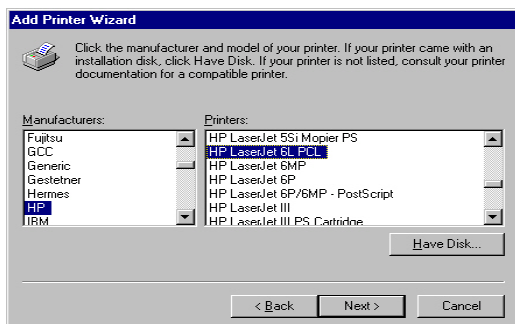 Add Printer Wizard
Click the manufacturer and model of your printer. If your printer came with an
installation disk, click Have Disk. If your printer is not listed, consult your printer
documentation for a compatible printer.
Manufacturers:
Fujitsu
GCC
Generic
Gestetner
Hermes
HP
IBM
Printers:
HP LaserJet 5Si Mopier PS
HP LaserJet 6L PCL
HP LaserJet 6MP
HP LaserJet 6P
HP LaserJet 6P/6MP - PostScript
HP LaserJet III
HP LaserJet III PS Cartridge
Have Disk...
< Back
Next >
Cancel